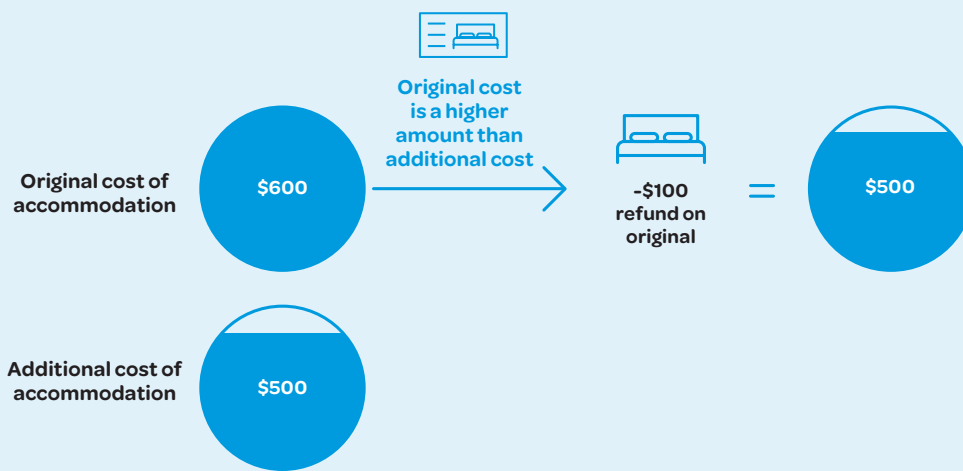 Original cost
is a higher
amount than
additional cost
Original cost of
accommodation
$600
-$100
refund on
original
=
$500
Additional cost of
accommodation
$500